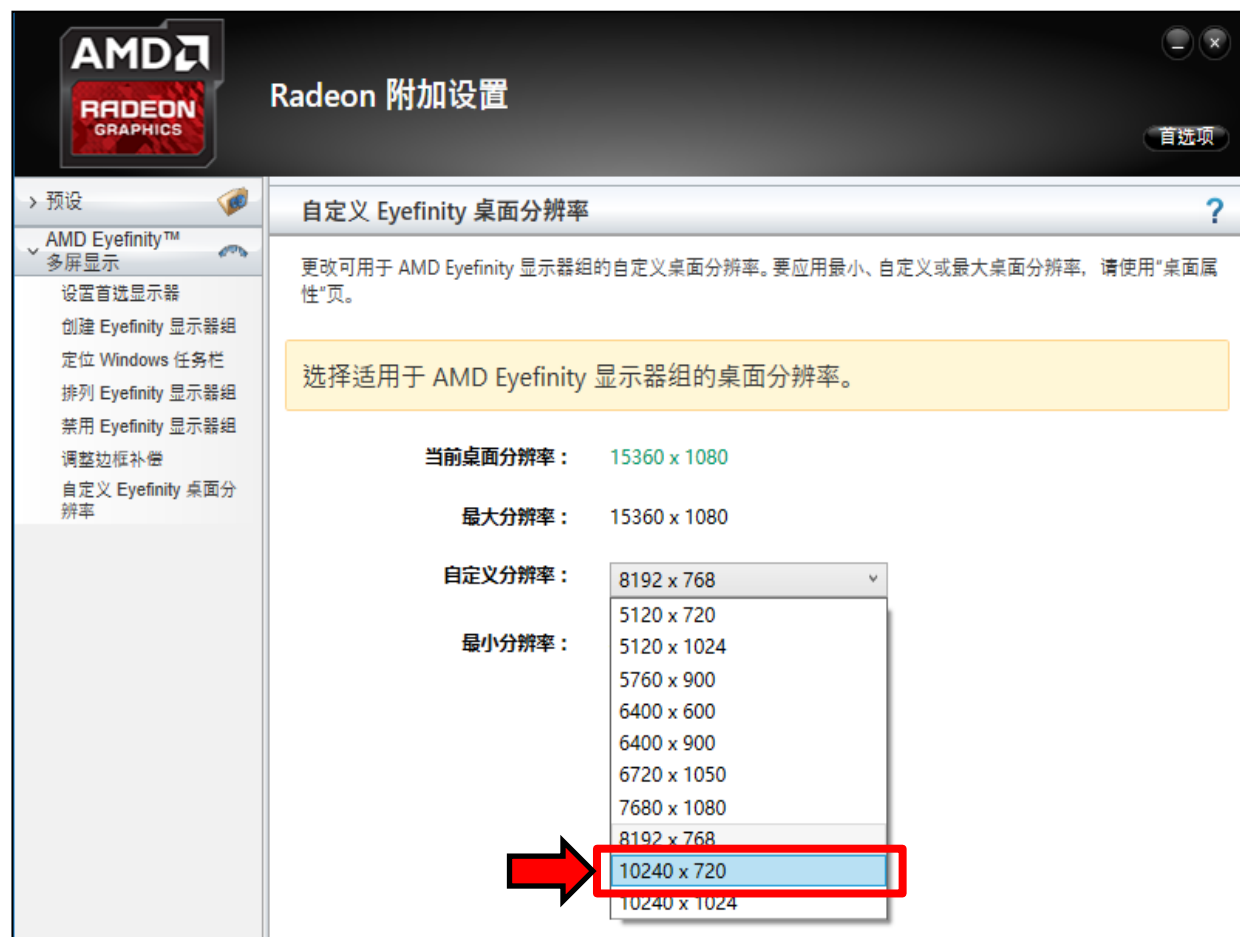 AMD
RADEON
GRAPHICS
Radeon 附加设置
首选项
预设
AMD Eyefinity™
多屏显示
设置首选显示器
创建 Eyefinity 显示器组
定位 Windows 任务栏
排列 Eyefinity 显示器组
禁用 Eyefinity 显示器组
调整边框补偿
自定义 Eyefinity 桌面分
辨率
自定义 Eyefinity 桌面分辨率
?
更改可用于 AMD Eyefinity 显示器组的自定义桌面分辨率。要应用最小、自定义或最大桌面分辨率，请使用“桌面属
性”页。
选择适用于 AMD Eyefinity 显示器组的桌面分辨率。
当前桌面分辨率： 15360 x 1080
最大分辨率： 15360 x 1080
自定义分辨率： 8192 x 768
最小分辨率：
5120 x 720
5120 x 1024
5760 x 900
6400 x 600
6400 x 900
6720 x 1050
7680 x 1080
8192 x 768
10240 x 720
10240 x 1024